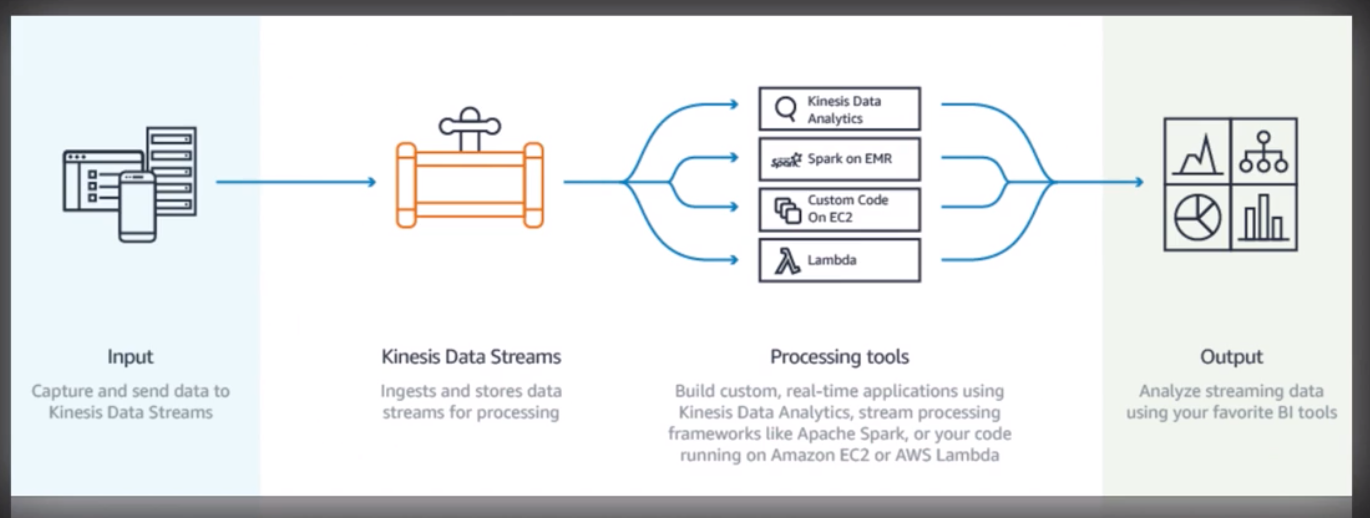 Kinesis Data
Analytics
Spark Spark on EMR
Custom Code
On EC2
Lambda
Input
Capture and send data to
Kinesis Data Streams
Kinesis Data Streams
Ingests and stores data
streams for processing
Processing tools
Build custom, real-time applications using
Kinesis Data Analytics, stream processing
frameworks like Apache Spark, or your code
running on Amazon EC2 or AWS Lambda
Output
Analyze streaming data
using your favorite BI tools